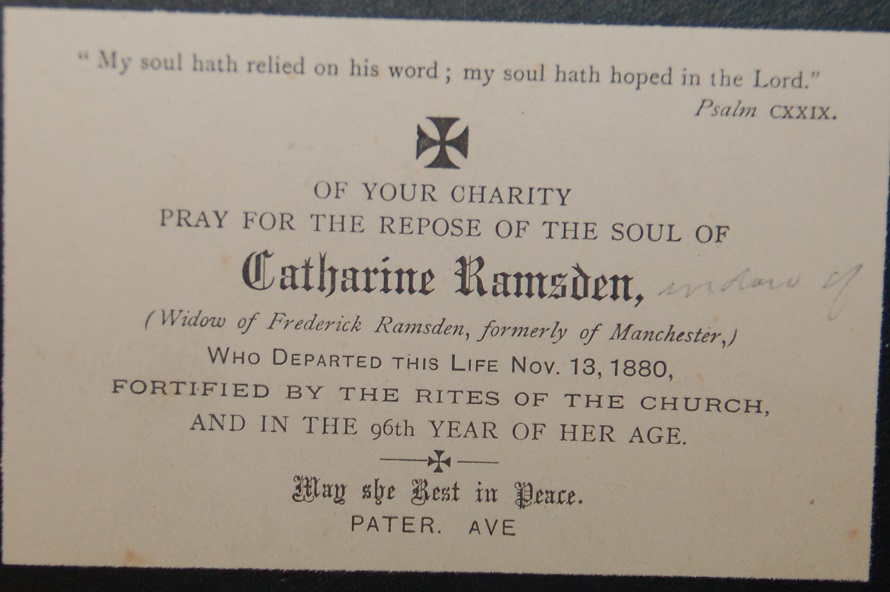 “My soul hath relied on his word; my soul hath hoped in the Lord.”
Psalm CXXIX.
OF YOUR CHARITY
PRAY FOR THE REPOSE OF THE SOUL OF
Catharine Ramsden, widow of
(Widow of Frederick Ramsden, formerly of Manchester,)
WHO DEPARTED THIS LIFE NOV. 13, 1880,
FORTIFIED BY THE RITES OF THE CHURCH,
AND IN THE 96th YEAR OF HER AGE.
May she Rest in Peace.
PATER. AVE